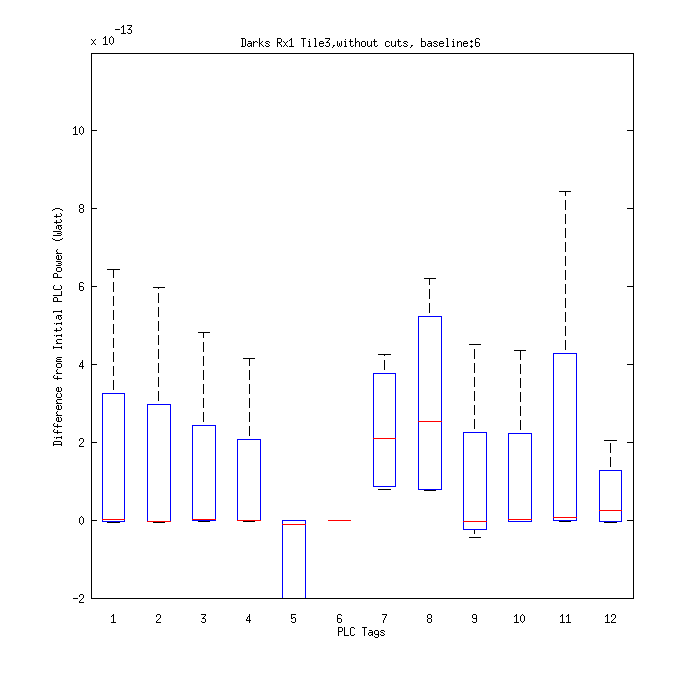 x 10-13
Darks Rx1 Tile3,without cuts, baseline:6
Difference from Initial PLC Power (Watt)
10
8
6
4
2
0
-2
1 2 3 4 5 6 7 8 9 10 11 12
PLC Tags